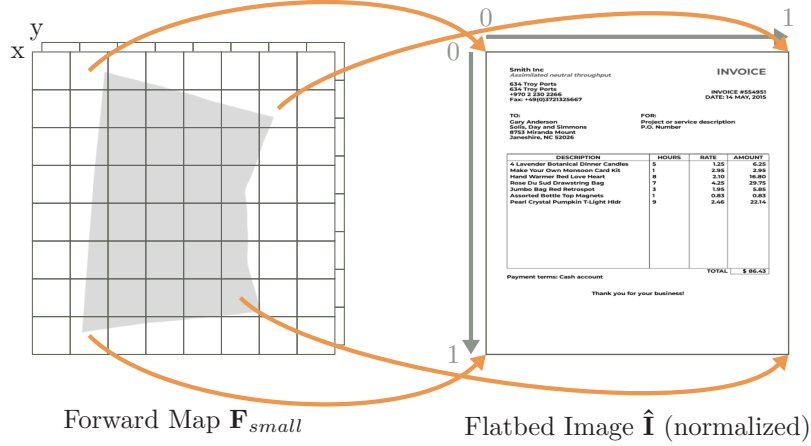 y
x
0
1
0
1
Smith Inc
Assimilated neutral throughput
INVOICE
634 Troy Ports
634 Troy Ports
+970 2 230 2266
Fax: +49(0)3721325667
INVOICE #554951
DATE: 14 MAY, 2015
TO:
Gary Anderson
Solis, Day and Simmons
8753 Miranda Mount
Janeshire, NC 52026
FOR:
Project or service description
P.O. Number
DESCRIPTION HOURS RATE AMOUNT
4 Lavender Botanical Dinner Candles 5 1.25 6.25
Make Your Own Monsoon Card Kit 1 2.95 2.95
Hand Warmer Red Love Heart 8 2.10 16.80
Rose Du Sud Drawstring Bag 7 4.25 29.75
Jumbo Bag Red Retrospot 3 1.95 5.85
Assorted Bottle Top Magnets 1 0.83 0.83
Pearl Crystal Pumpkin T-Light Hldr 9 2.46 22.14
TOTAL $ 86.43
Payment terms: Cash account
Thank you for your business!
Forward Map F_small
Flatbed Image Î (normalized)